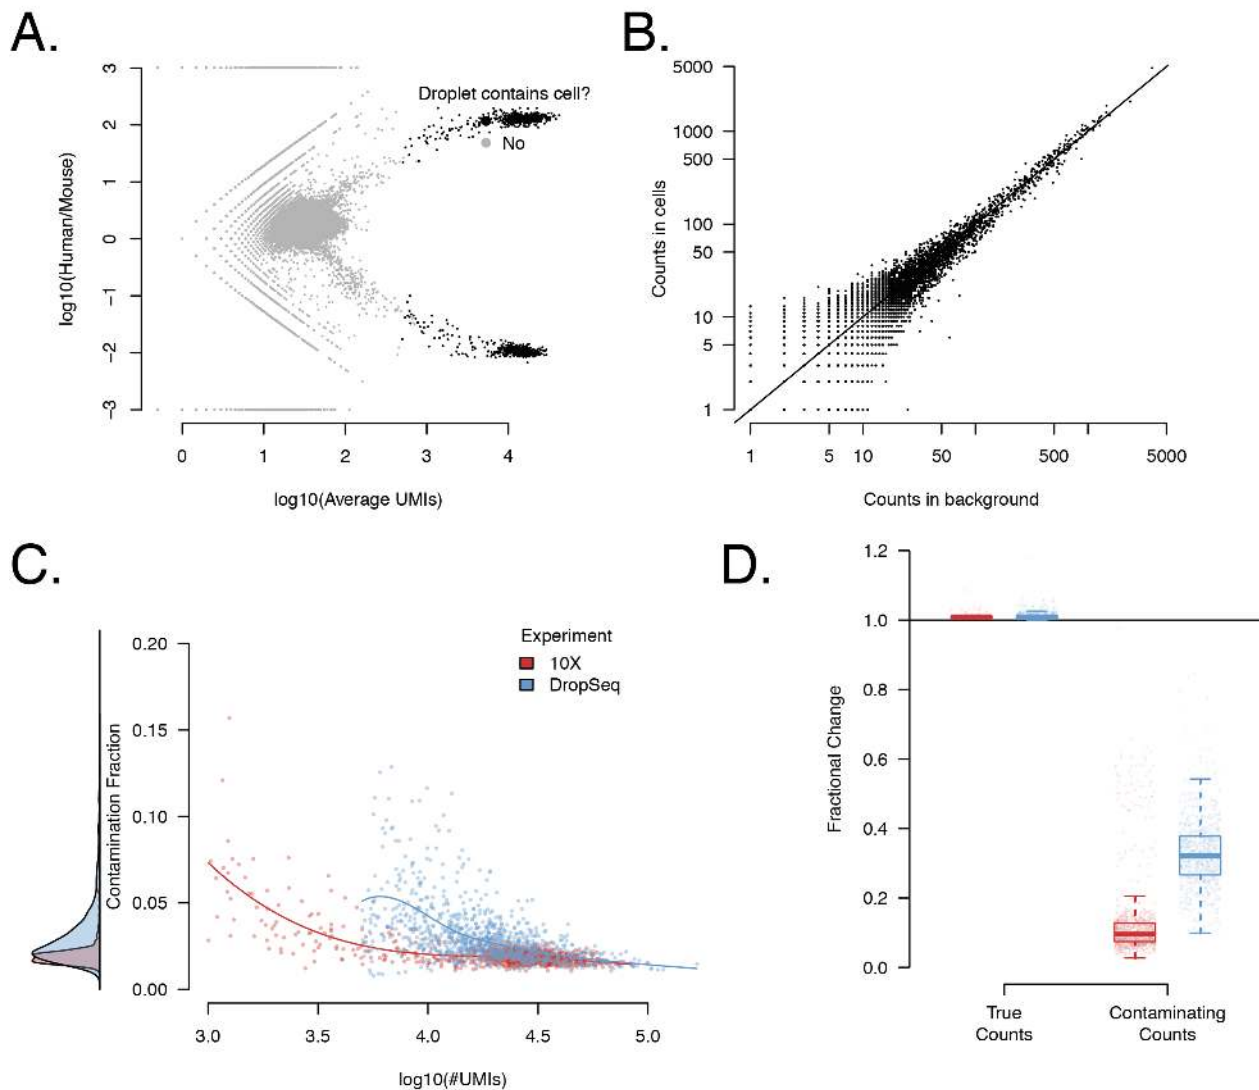 A.
3
2
1
0
−1
−2
−3
log10(Human/Mouse)
Droplet contains cell?
No
0 1 2 3 4
log10(Average UMIs)
B.
5000
1000
500
100
50
10
5
1
Counts in cells
1 5 10 50 500 5000
Counts in background
C.
0.20
0.15
0.10
0.05
0.00
Contamination Fraction
Experiment
10X
DropSeq
3.0 3.5 4.0 4.5 5.0
log10(#UMIs)
D.
1.2
1.0
0.8
0.6
0.4
0.2
0.0
Fractional Change
True
Counts
Contaminating
Counts